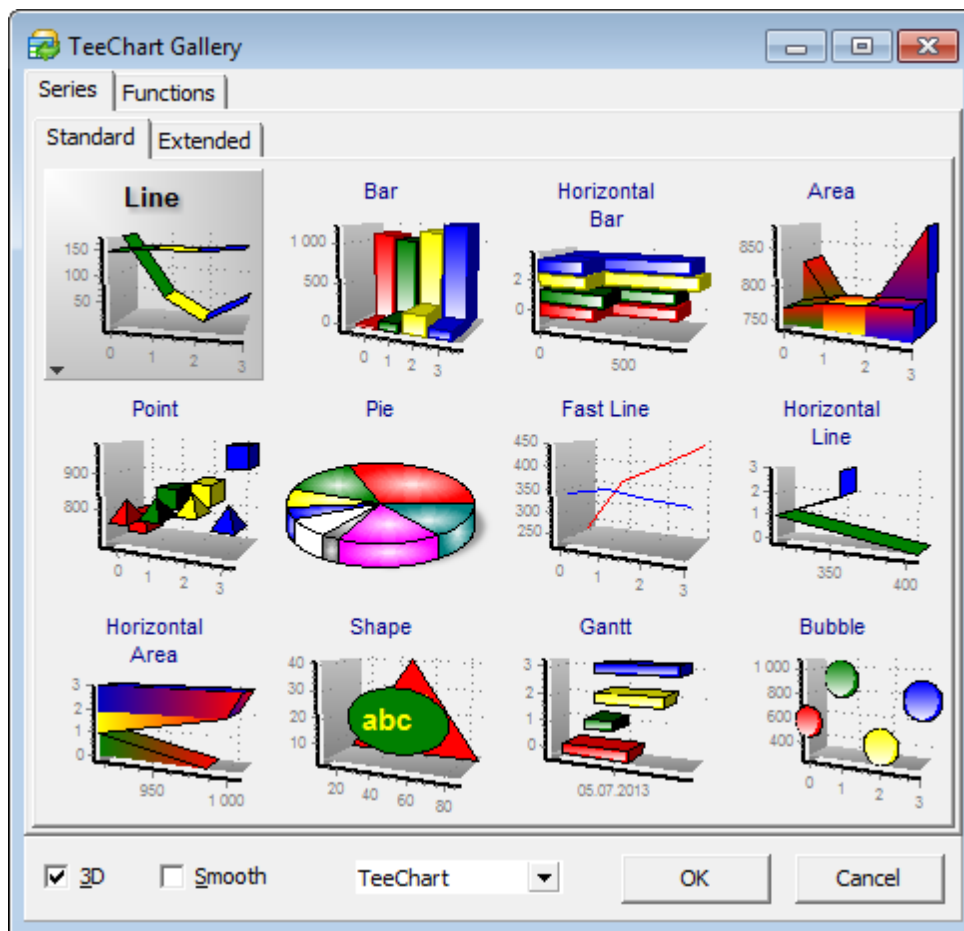 TeeChart Gallery
Series
Functions
Standard
Extended
Line
150
100
50
0
1
2
3
Bar
1 000
500
0
0
1
2
3
Horizontal
Bar
2
0
0
500
Area
850
800
750
0
1
2
3
Point
900
800
0
1
2
3
Pie
Fast Line
450
400
350
300
250
0
1
2
3
Horizontal
Line
3
2
1
0
350
400
Horizontal
Area
3
2
1
0
950
1 000
Shape
40
30
20
10
abc
20
40
60
80
Gantt
3
2
1
0
05.07.2013
Bubble
1 000
800
600
400
0
1
2
3
3D
Smooth
TeeChart
OK
Cancel